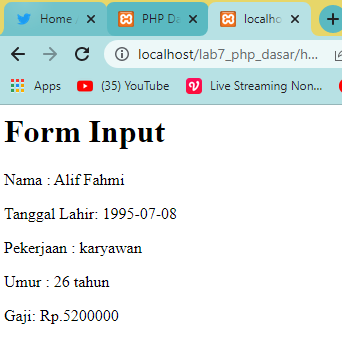 Home
PHP Da
localho
localhost/lab7_php_dasar/h...
Apps
(35) YouTube
Live Streaming Non...
Form Input
Nama : Alif Fahmi
Tanggal Lahir: 1995-07-08
Pekerjaan : karyawan
Umur : 26 tahun
Gaji: Rp.5200000